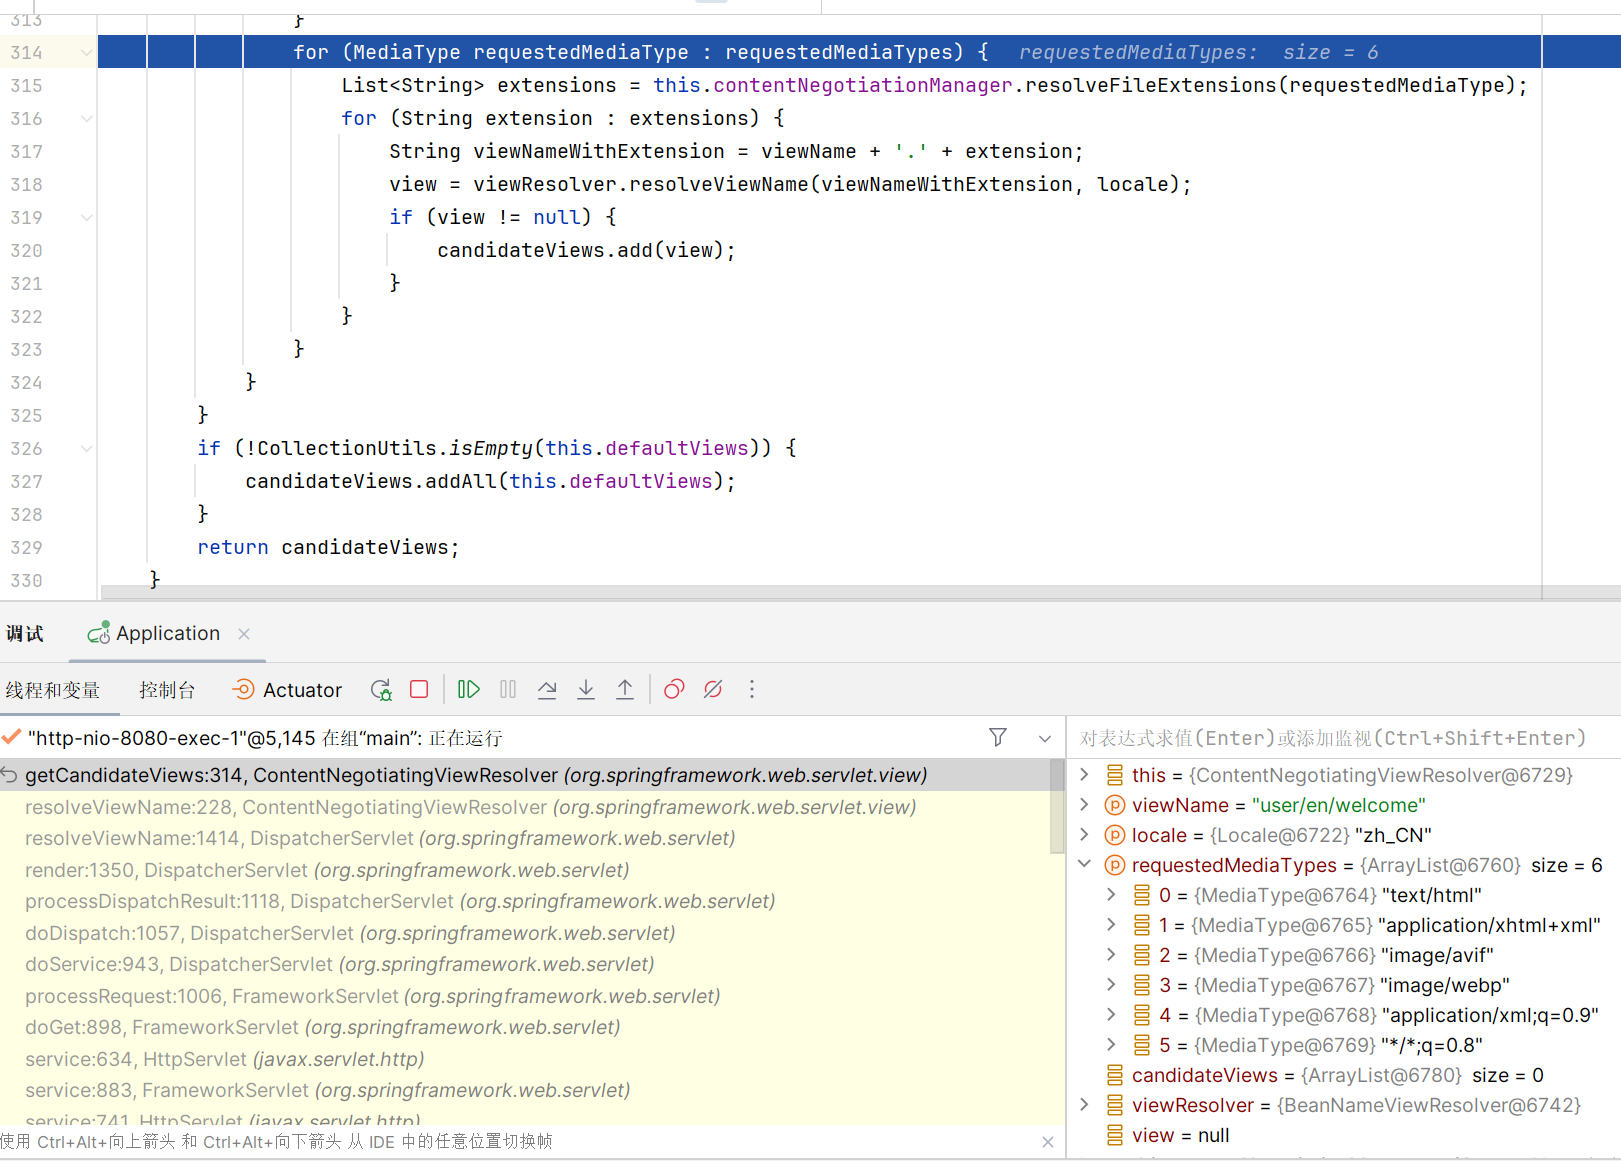 313 }
314 for (MediaType requestedMediaType : requestedMediaTypes) { requestedMediaTypes: size = 6
315 List<String> extensions = this.contentNegotiationManager.resolveFileExtensions(requestedMediaType);
316 for (String extension : extensions) {
317 String viewNameWithExtension = viewName + '.' + extension;
318 view = viewResolver.resolveViewName(viewNameWithExtension, locale);
319 if (view != null) {
320 candidateViews.add(view);
321 }
322 }
323 }
324 }
325 }
326 if (!CollectionUtils.isEmpty(this.defaultViews)) {
327 candidateViews.addAll(this.defaultViews);
328 }
329 return candidateViews;
330 }
调试 Application
线程和变量 控制台 Actuator
"http-nio-8080-exec-1"@5,145 在组“main”: 正在运行
getCandidateViews:314, ContentNegotiatingViewResolver (org.springframework.web.servlet.view)
resolveViewName:228, ContentNegotiatingViewResolver (org.springframework.web.servlet.view)
resolveViewName:1414, DispatcherServlet (org.springframework.web.servlet)
render:1350, DispatcherServlet (org.springframework.web.servlet)
processDispatchResult:1118, DispatcherServlet (org.springframework.web.servlet)
doDispatch:1057, DispatcherServlet (org.springframework.web.servlet)
doService:943, DispatcherServlet (org.springframework.web.servlet)
processRequest:1006, FrameworkServlet (org.springframework.web.servlet)
doGet:898, FrameworkServlet (org.springframework.web.servlet)
service:634, HttpServlet (javax.servlet.http)
service:883, FrameworkServlet (org.springframework.web.servlet)
service:741, HttpServlet (javax.servlet.http)
使用 Ctrl+Alt+向上箭头 和 Ctrl+Alt+向下箭头 从 IDE 中的任意位置切换帧
对表达式求值(Enter)或添加监视(Ctrl+Shift+Enter)
this = {ContentNegotiatingViewResolver@6729}
viewName = "user/en/welcome"
locale = {Locale@6722} "zh_CN"
requestedMediaTypes = {ArrayList@6760} size = 6
0 = {MediaType@6764} "text/html"
1 = {MediaType@6765} "application/xhtml+xml"
2 = {MediaType@6766} "image/avif"
3 = {MediaType@6767} "image/webp"
4 = {MediaType@6768} "application/xml;q=0.9"
5 = {MediaType@6769} "*/*;q=0.8"
candidateViews = {ArrayList@6780} size = 0
viewResolver = {BeanNameViewResolver@6742}
view = null